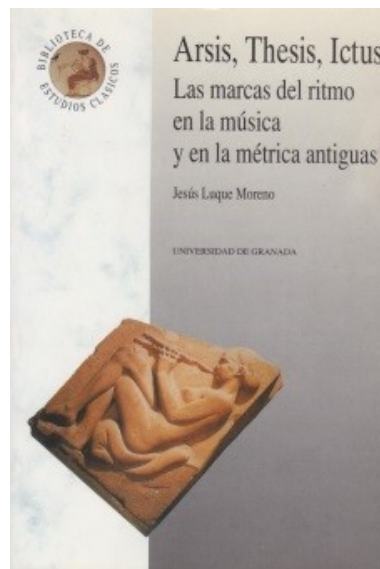 BIBLIOTECA DE
ESTUDIOS CLASICOS
Arsis, Thesis, Ictus
Las marcas del ritmo
en la música
y en la métrica antiguas
Jesús Luque Moreno
UNIVERSIDAD DE GRANADA